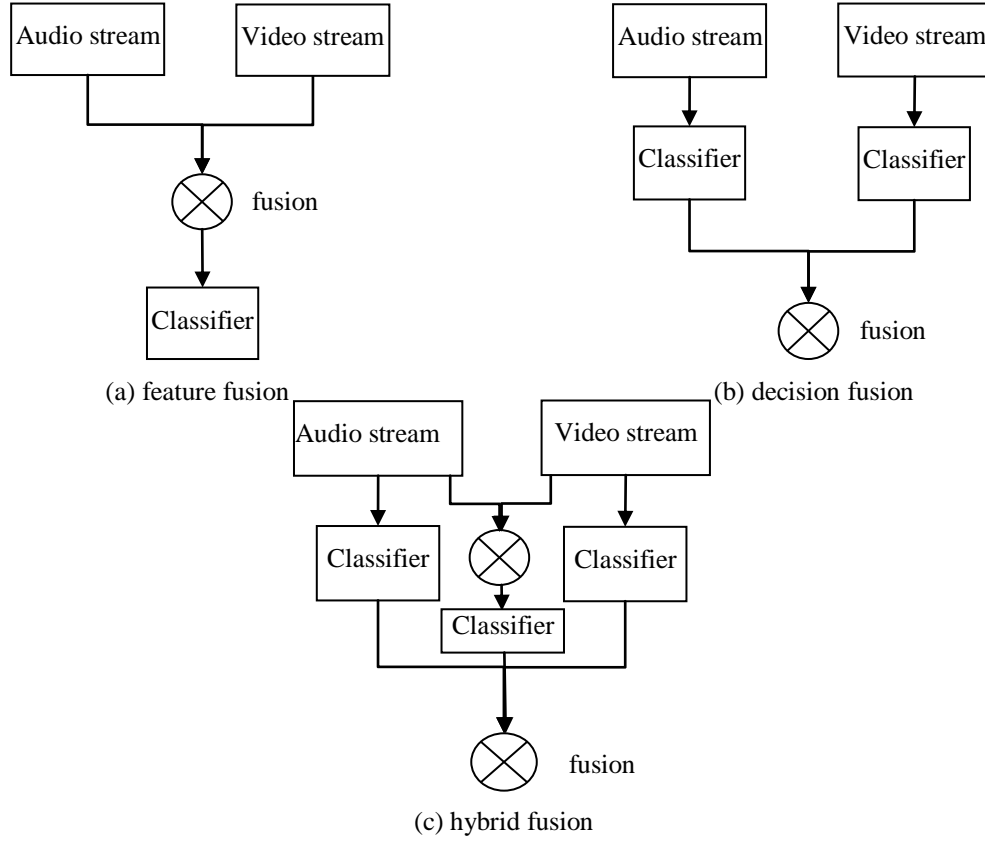 Audio stream
Video stream
fusion
Classifier
(a) feature fusion
Audio stream
Video stream
Classifier
Classifier
fusion
(b) decision fusion
Audio stream
Video stream
Classifier
Classifier
Classifier
fusion
(c) hybrid fusion